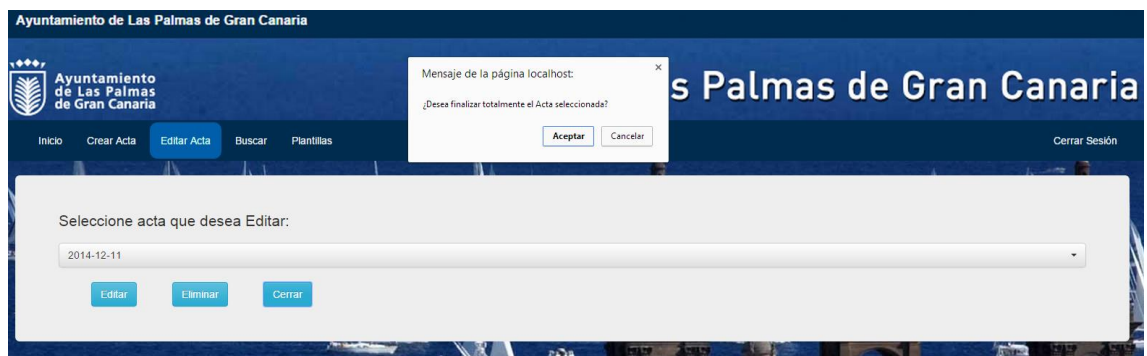 Ayuntamiento de Las Palmas de Gran Canaria
Ayuntamiento
de Las Palmas
de Gran Canaria
s Palmas de Gran Canaria
Mensaje de la página localhost:
×
¿Desea finalizar totalmente el Acta seleccionada?
Aceptar Cancelar
Inicio Crear Acta Editar Acta Buscar Plantillas Cerrar Sesión
Seleccione acta que desea Editar:
2014-12-11
Editar Eliminar Cerrar